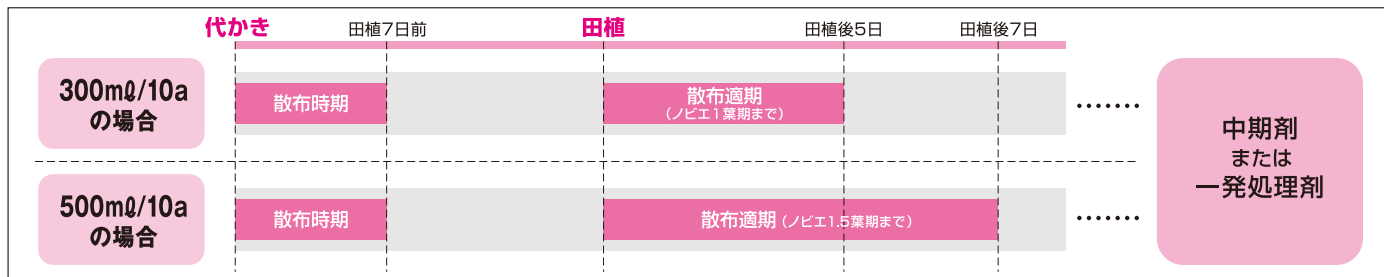 代かき 田植7日前 田植 田植後5日 田植後7日
300mℓ/10a
の場合
散布時期
散布適期
(ノビエ1葉期まで)
・・・・・・・
500mℓ/10a
の場合
散布時期
散布適期(ノビエ1.5葉期まで)
・・・・・・・
中期剤
または
一発処理剤